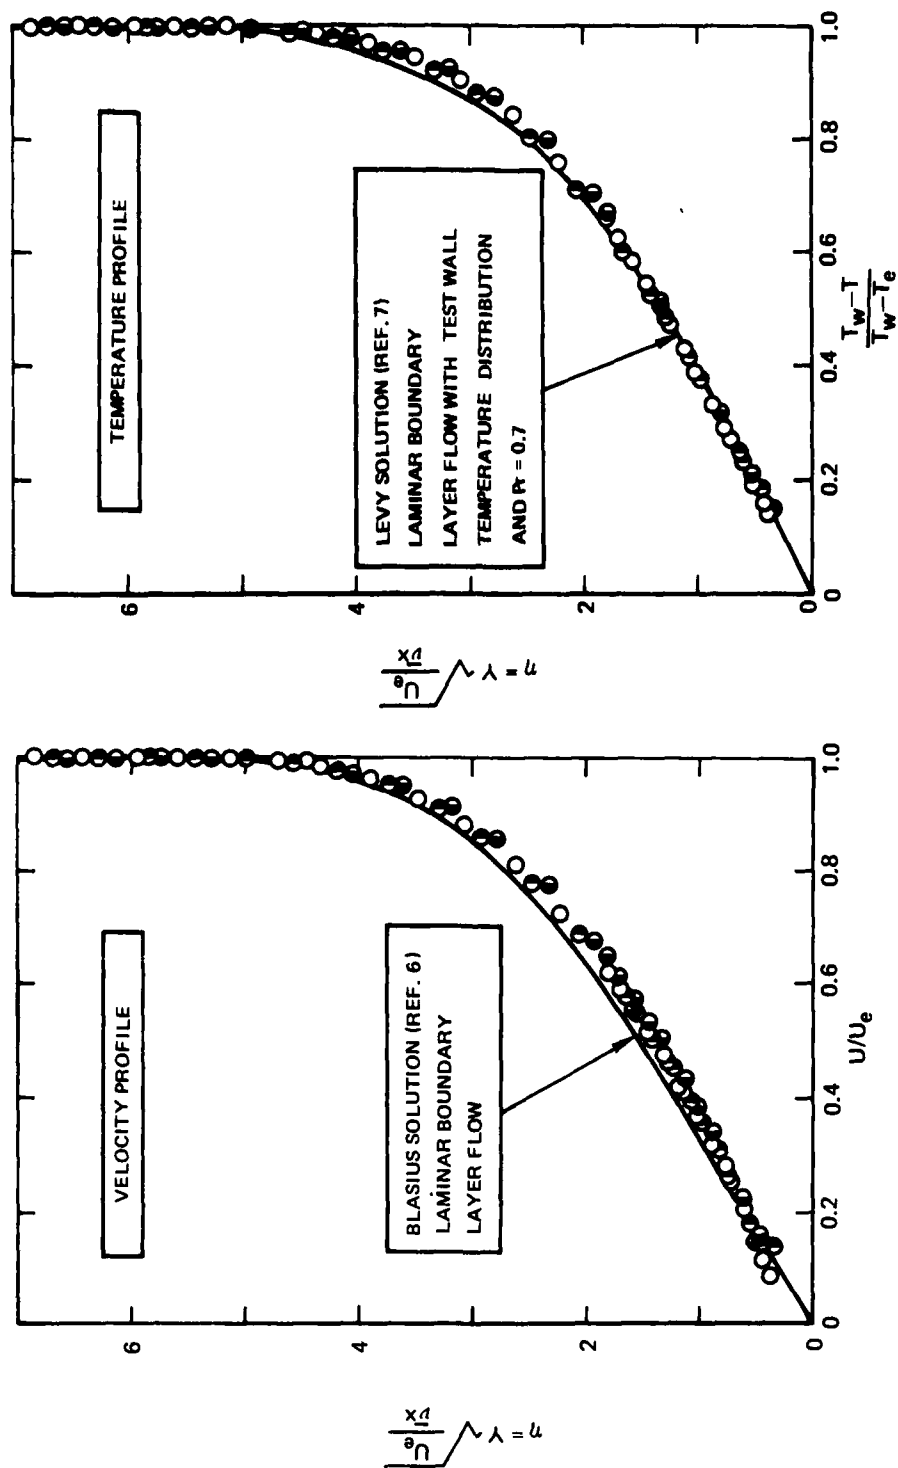 VELOCITY PROFILE
BLASIUS SOLUTION (REF. 6)
LAMINAR BOUNDARY
LAYER FLOW
η = Y √(Ue/νx)
6
4
2
0
0
0.2
0.4
0.6
0.8
1.0
U/Ue
TEMPERATURE PROFILE
LEVY SOLUTION (REF. 7)
LAMINAR BOUNDARY
LAYER FLOW WITH TEST WALL
TEMPERATURE DISTRIBUTION
AND Pr = 0.7
η = Y √(Ue/νx)
6
4
2
0
0
0.2
0.4
0.6
0.8
1.0
Tw–T
Tw–Te